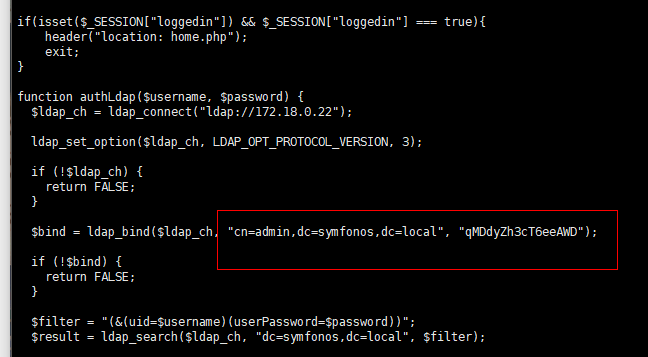 if(isset($_SESSION["loggedin"]) && $_SESSION["loggedin"] === true){
    header("location: home.php");
    exit;
}
function authLdap($username, $password) {
  $ldap_ch = ldap_connect("ldap://172.18.0.22");
  ldap_set_option($ldap_ch, LDAP_OPT_PROTOCOL_VERSION, 3);
  if (!$ldap_ch) {
    return FALSE;
  }
  $bind = ldap_bind($ldap_ch, "cn=admin,dc=symfonos,dc=local", "qMDdyZh3cT6eeAWD");
  if (!$bind) {
    return FALSE;
  }
  $filter = "(&(uid=$username)(userPassword=$password))";
  $result = ldap_search($ldap_ch, "dc=symfonos,dc=local", $filter);